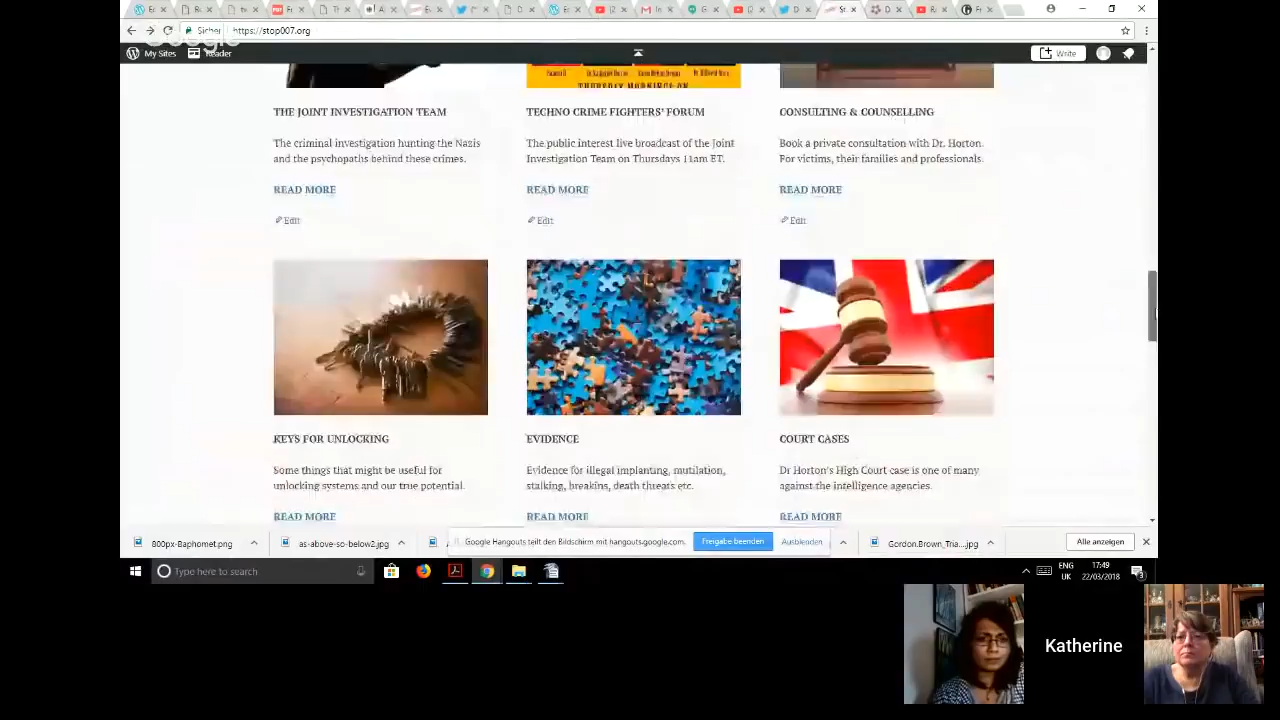 Sicher
https://stop007.org
Google
My Sites
Reader
Write
THURSDAY MORNINGS ON
THE JOINT INVESTIGATION TEAM
TECHNO CRIME FIGHTERS' FORUM
CONSULTING & COUNSELLING
The criminal investigation hunting the Nazis
and the psychopaths behind these crimes.
The public interest live broadcast of the Joint
Investigation Team on Thursdays 11am ET.
Book a private consultation with Dr. Horton.
For victims, their families and professionals.
READ MORE
READ MORE
READ MORE
Edit
Edit
Edit
KEYS FOR UNLOCKING
EVIDENCE
COURT CASES
Some things that might be useful for
unlocking systems and our true potential.
Evidence for illegal implanting, mutilation,
stalking, breakins, death threats etc.
Dr Horton's High Court case is one of many
against the intelligence agencies.
READ MORE
READ MORE
READ MORE
800px-Baphomet.png
as-above-so-below2.jpg
Google Hangouts teilt den Bildschirm mit hangouts.google.com.
Freigabe beenden
Ausblenden
Gordon.Brown_Tria....jpg
Alle anzeigen
Type here to search
ENG
UK
17:49
22/03/2018
3
Katherine